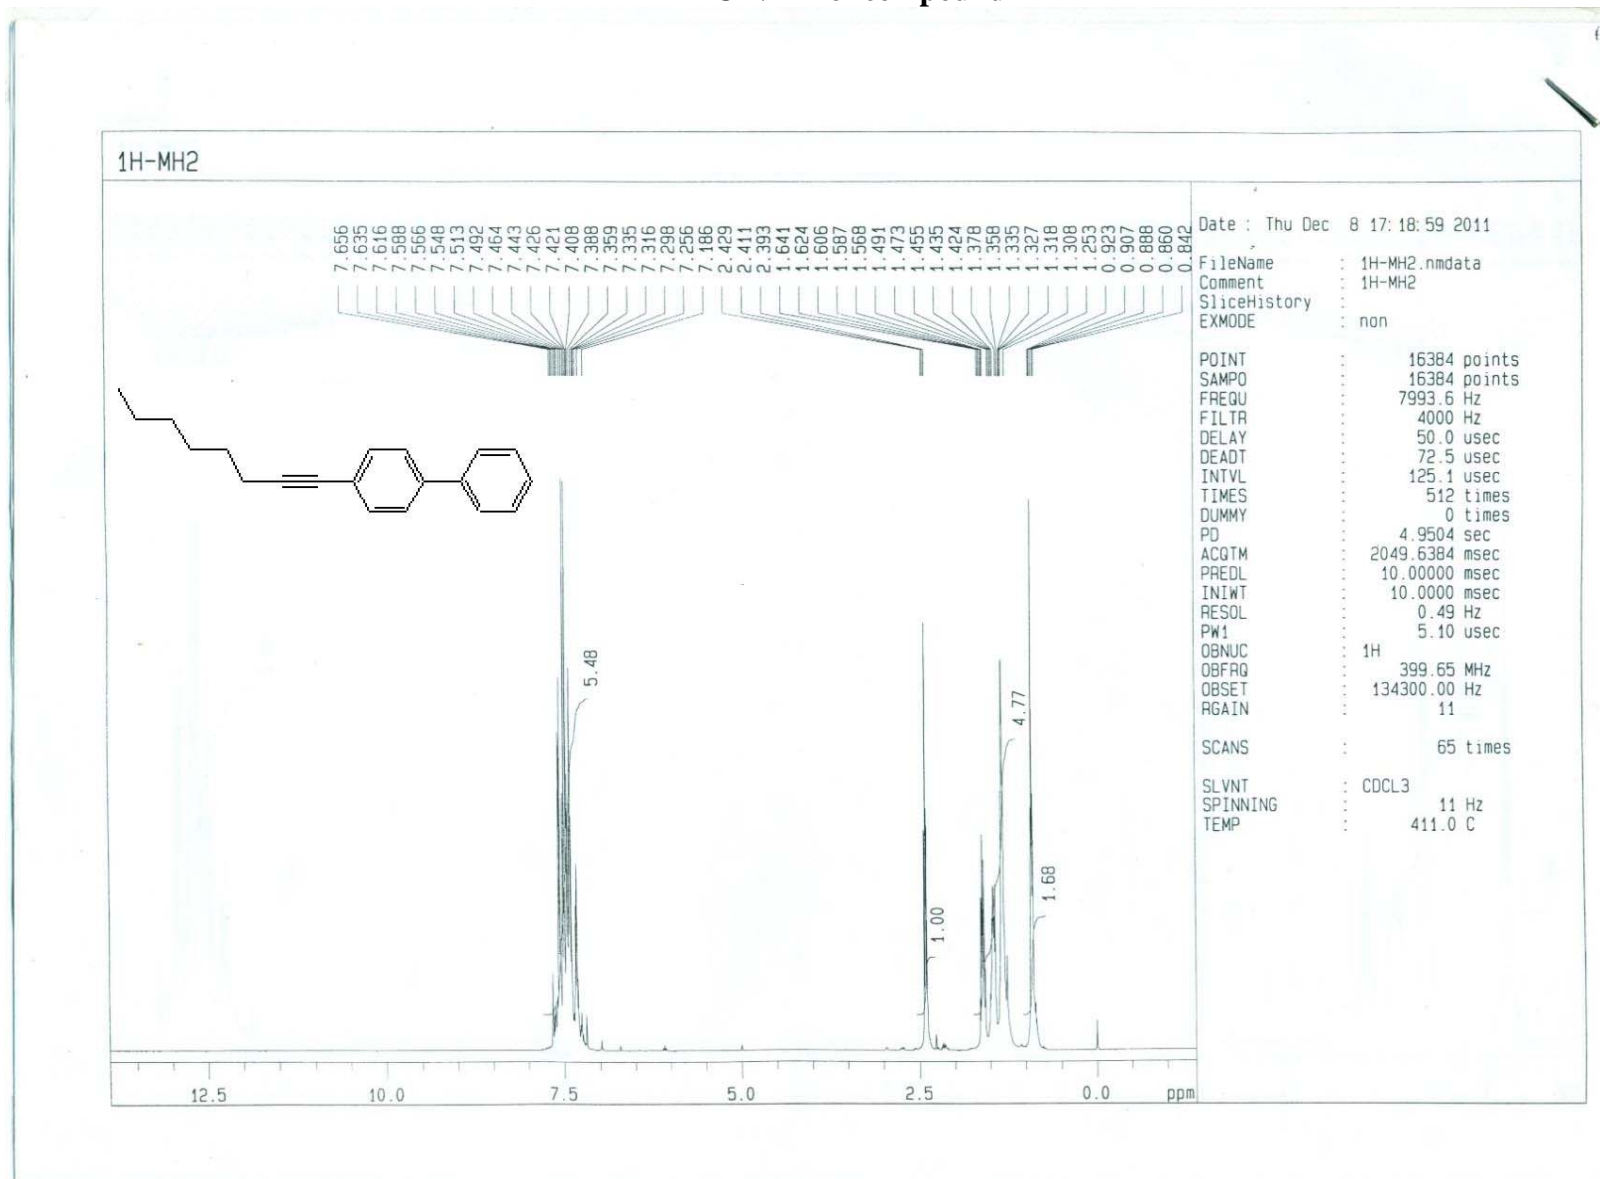 1H-MH2
7.656
7.635
7.616
7.588
7.566
7.548
7.513
7.492
7.464
7.443
7.426
7.421
7.408
7.388
7.359
7.335
7.316
7.298
7.256
7.186
2.429
2.411
2.393
1.641
1.624
1.606
1.587
1.568
1.491
1.473
1.455
1.435
1.424
1.378
1.358
1.335
1.327
1.318
1.308
1.253
0.923
0.907
0.888
0.860
0.842
5.48
1.00
4.77
1.68
12.5 10.0 7.5 5.0 2.5 0.0 ppm
Date : Thu Dec 8 17:18:59 2011
FileName : 1H-MH2.nmdata
Comment : 1H-MH2
SliceHistory :
EXMODE : non
POINT : 16384 points
SAMPO : 16384 points
FREQU : 7993.6 Hz
FILTR : 4000 Hz
DELAY : 50.0 usec
DEADT : 72.5 usec
INTVL : 125.1 usec
TIMES : 512 times
DUMMY : 0 times
PD : 4.9504 sec
ACQTM : 2049.6384 msec
PREDL : 10.00000 msec
INIWT : 10.0000 msec
RESOL : 0.49 Hz
PW1 : 5.10 usec
OBNUC : 1H
OBFRQ : 399.65 MHz
OBSET : 134300.00 Hz
RGAIN : 11
SCANS : 65 times
SLVNT : CDCL3
SPINNING : 11 Hz
TEMP : 411.0 C